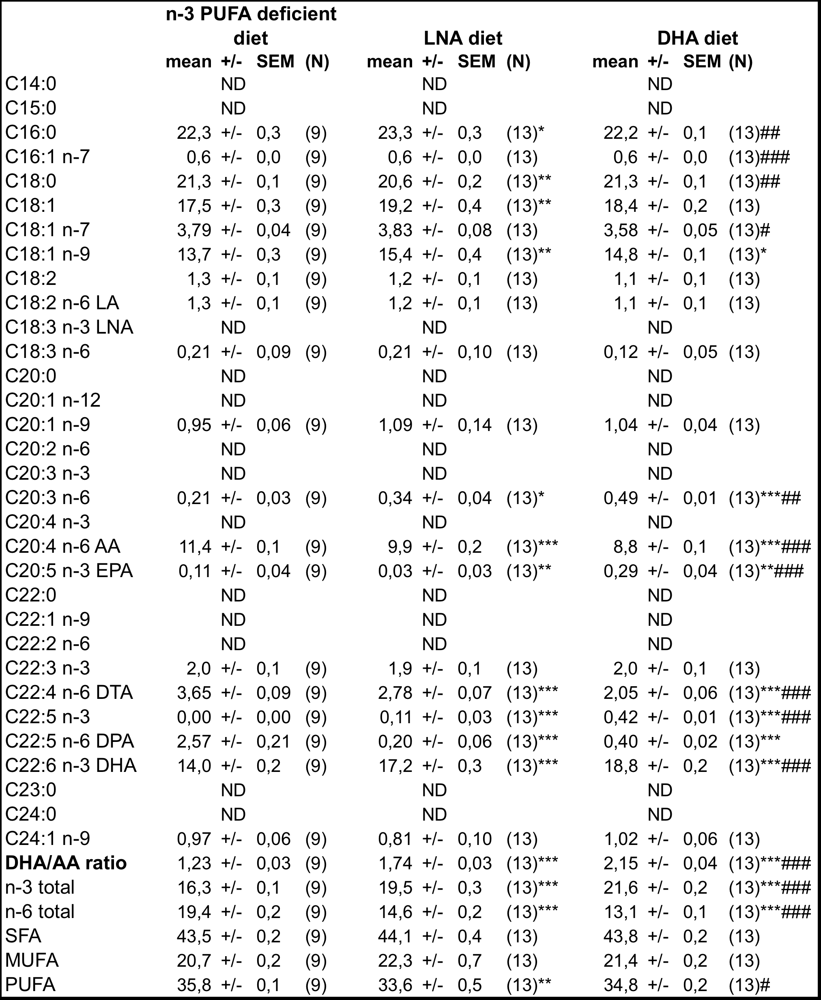 n-3 PUFA deficient
diet LNA diet DHA diet
mean +/- SEM (N) mean +/- SEM (N) mean +/- SEM (N)
C14:0 ND ND ND
C15:0 ND ND ND
C16:0 22,3 +/- 0,3 (9) 23,3 +/- 0,3 (13)* 22,2 +/- 0,1 (13)##
C16:1 n-7 0,6 +/- 0,0 (9) 0,6 +/- 0,0 (13) 0,6 +/- 0,0 (13)###
C18:0 21,3 +/- 0,1 (9) 20,6 +/- 0,2 (13)** 21,3 +/- 0,1 (13)##
C18:1 17,5 +/- 0,3 (9) 19,2 +/- 0,4 (13)** 18,4 +/- 0,2 (13)
C18:1 n-7 3,79 +/- 0,04 (9) 3,83 +/- 0,08 (13) 3,58 +/- 0,05 (13)#
C18:1 n-9 13,7 +/- 0,3 (9) 15,4 +/- 0,4 (13)** 14,8 +/- 0,1 (13)*
C18:2 1,3 +/- 0,1 (9) 1,2 +/- 0,1 (13) 1,1 +/- 0,1 (13)
C18:2 n-6 LA 1,3 +/- 0,1 (9) 1,2 +/- 0,1 (13) 1,1 +/- 0,1 (13)
C18:3 n-3 LNA ND ND ND
C18:3 n-6 0,21 +/- 0,09 (9) 0,21 +/- 0,10 (13) 0,12 +/- 0,05 (13)
C20:0 ND ND ND
C20:1 n-12 ND ND ND
C20:1 n-9 0,95 +/- 0,06 (9) 1,09 +/- 0,14 (13) 1,04 +/- 0,04 (13)
C20:2 n-6 ND ND ND
C20:3 n-3 ND ND ND
C20:3 n-6 0,21 +/- 0,03 (9) 0,34 +/- 0,04 (13)* 0,49 +/- 0,01 (13)***##
C20:4 n-3 ND ND ND
C20:4 n-6 AA 11,4 +/- 0,1 (9) 9,9 +/- 0,2 (13)*** 8,8 +/- 0,1 (13)***###
C20:5 n-3 EPA 0,11 +/- 0,04 (9) 0,03 +/- 0,03 (13)** 0,29 +/- 0,04 (13)**###
C22:0 ND ND ND
C22:1 n-9 ND ND ND
C22:2 n-6 ND ND ND
C22:3 n-3 2,0 +/- 0,1 (9) 1,9 +/- 0,1 (13) 2,0 +/- 0,1 (13)
C22:4 n-6 DTA 3,65 +/- 0,09 (9) 2,78 +/- 0,07 (13)*** 2,05 +/- 0,06 (13)***###
C22:5 n-3 0,00 +/- 0,00 (9) 0,11 +/- 0,03 (13)*** 0,42 +/- 0,01 (13)***###
C22:5 n-6 DPA 2,57 +/- 0,21 (9) 0,20 +/- 0,06 (13)*** 0,40 +/- 0,02 (13)***
C22:6 n-3 DHA 14,0 +/- 0,2 (9) 17,2 +/- 0,3 (13)*** 18,8 +/- 0,2 (13)***###
C23:0 ND ND ND
C24:0 ND ND ND
C24:1 n-9 0,97 +/- 0,06 (9) 0,81 +/- 0,10 (13) 1,02 +/- 0,06 (13)
DHA/AA ratio 1,23 +/- 0,03 (9) 1,74 +/- 0,03 (13)*** 2,15 +/- 0,04 (13)***###
n-3 total 16,3 +/- 0,1 (9) 19,5 +/- 0,3 (13)*** 21,6 +/- 0,2 (13)***###
n-6 total 19,4 +/- 0,2 (9) 14,6 +/- 0,2 (13)*** 13,1 +/- 0,1 (13)***###
SFA 43,5 +/- 0,2 (9) 44,1 +/- 0,4 (13) 43,8 +/- 0,2 (13)
MUFA 20,7 +/- 0,2 (9) 22,3 +/- 0,7 (13) 21,4 +/- 0,2 (13)
PUFA 35,8 +/- 0,1 (9) 33,6 +/- 0,5 (13)** 34,8 +/- 0,2 (13)#